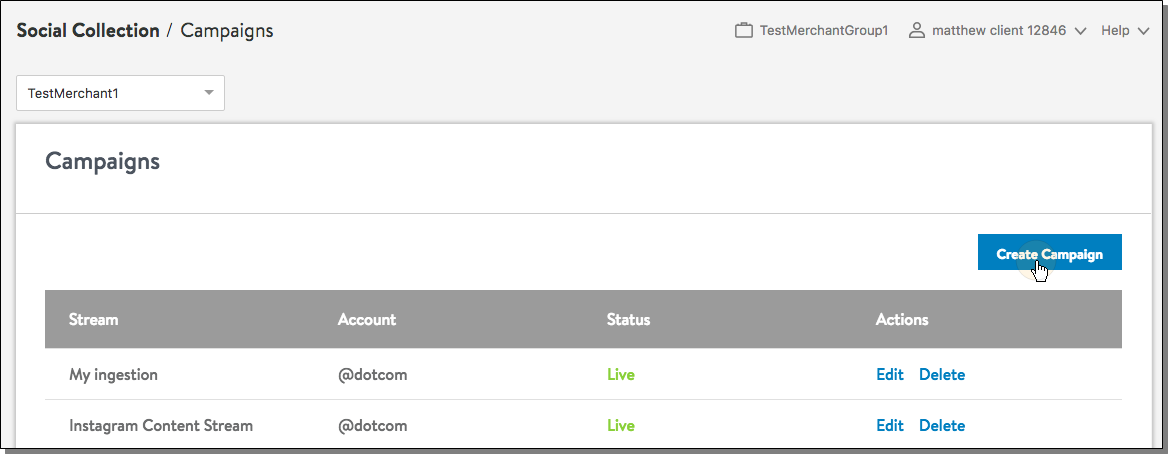 Social Collection / Campaigns TestMerchantGroup1 matthew client 12846 Help
TestMerchant1
Campaigns
Create Campaign
Stream Account Status Actions
My ingestion @dotcom Live Edit Delete
Instagram Content Stream @dotcom Live Edit Delete